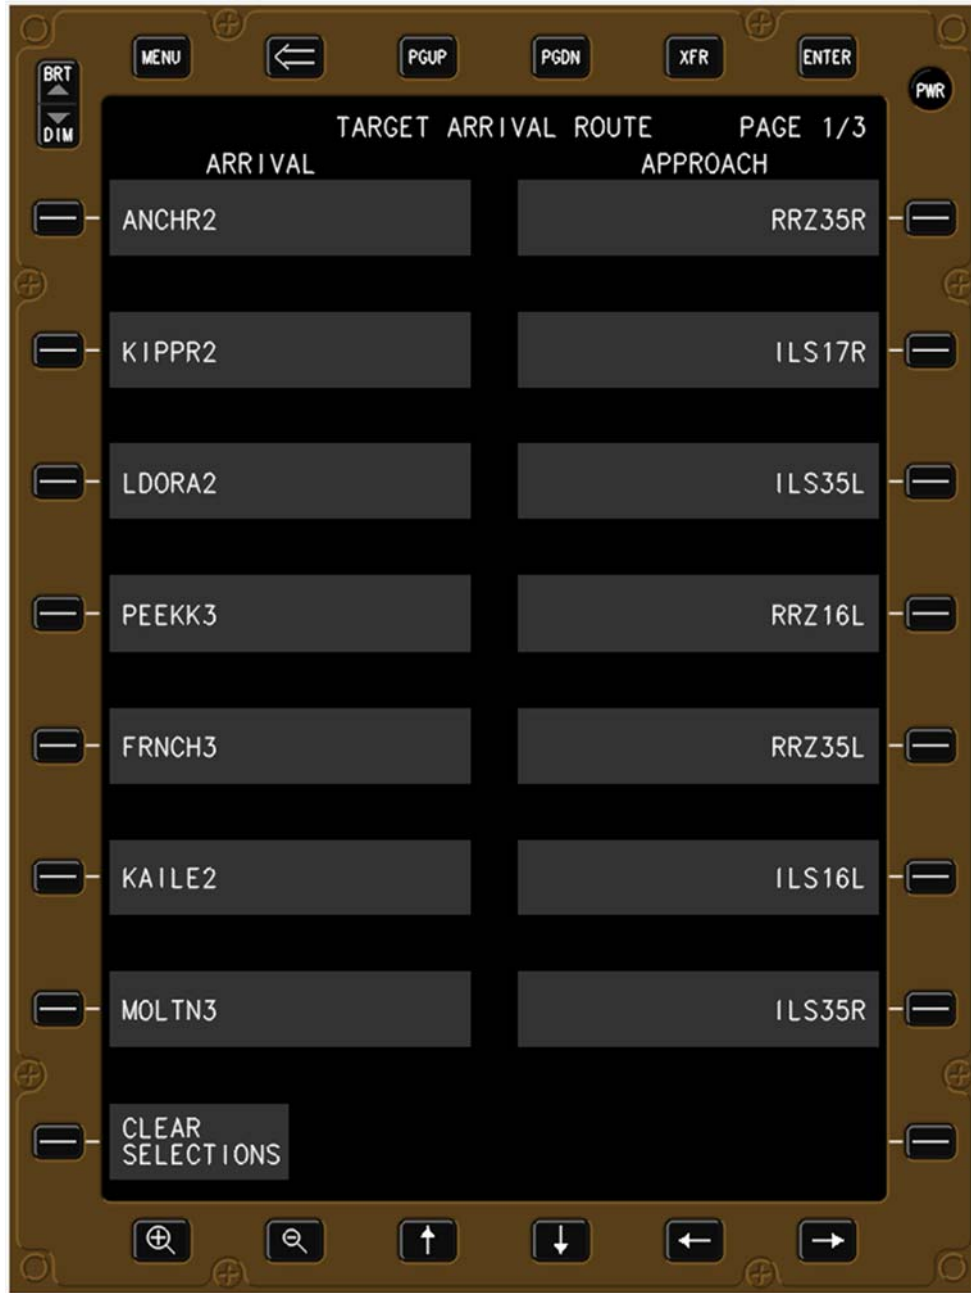 MENU PGUP PGDN XFR ENTER
BRT
DIM
PWR
TARGET ARRIVAL ROUTE PAGE 1/3
ARRIVAL APPROACH
ANCHR2 RRZ35R
KIPPR2 ILS17R
LDORA2 ILS35L
PEEKK3 RRZ16L
FRNCH3 RRZ35L
KAILE2 ILS16L
MOLTN3 ILS35R
CLEAR
SELECTIONS